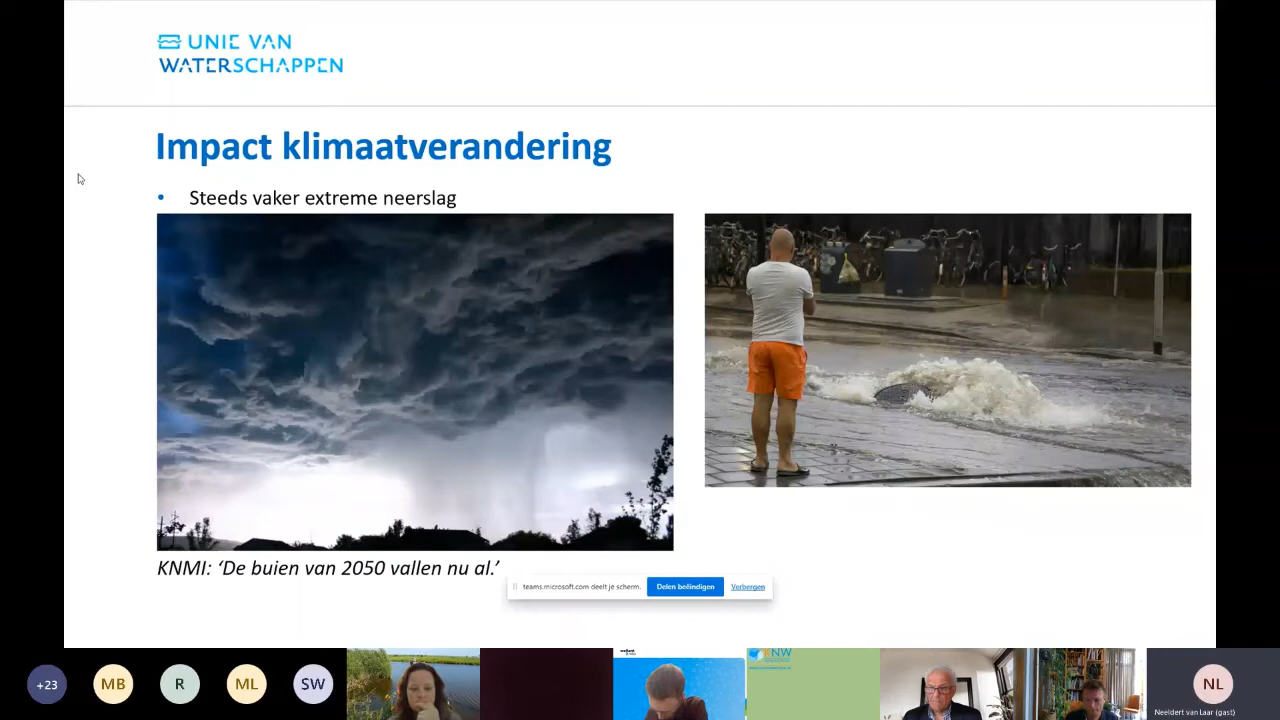 UNIE VAN
WATERSCHAPPEN
Impact klimaatverandering
• Steeds vaker extreme neerslag
KNMI: ‘De buien van 2050 vallen nu al.’
teams.microsoft.com deelt je scherm.
Delen beëindigen
Verbergen
+23
MB
R
ML
SW
KNW
NL
Neeldert van Laar (gast)